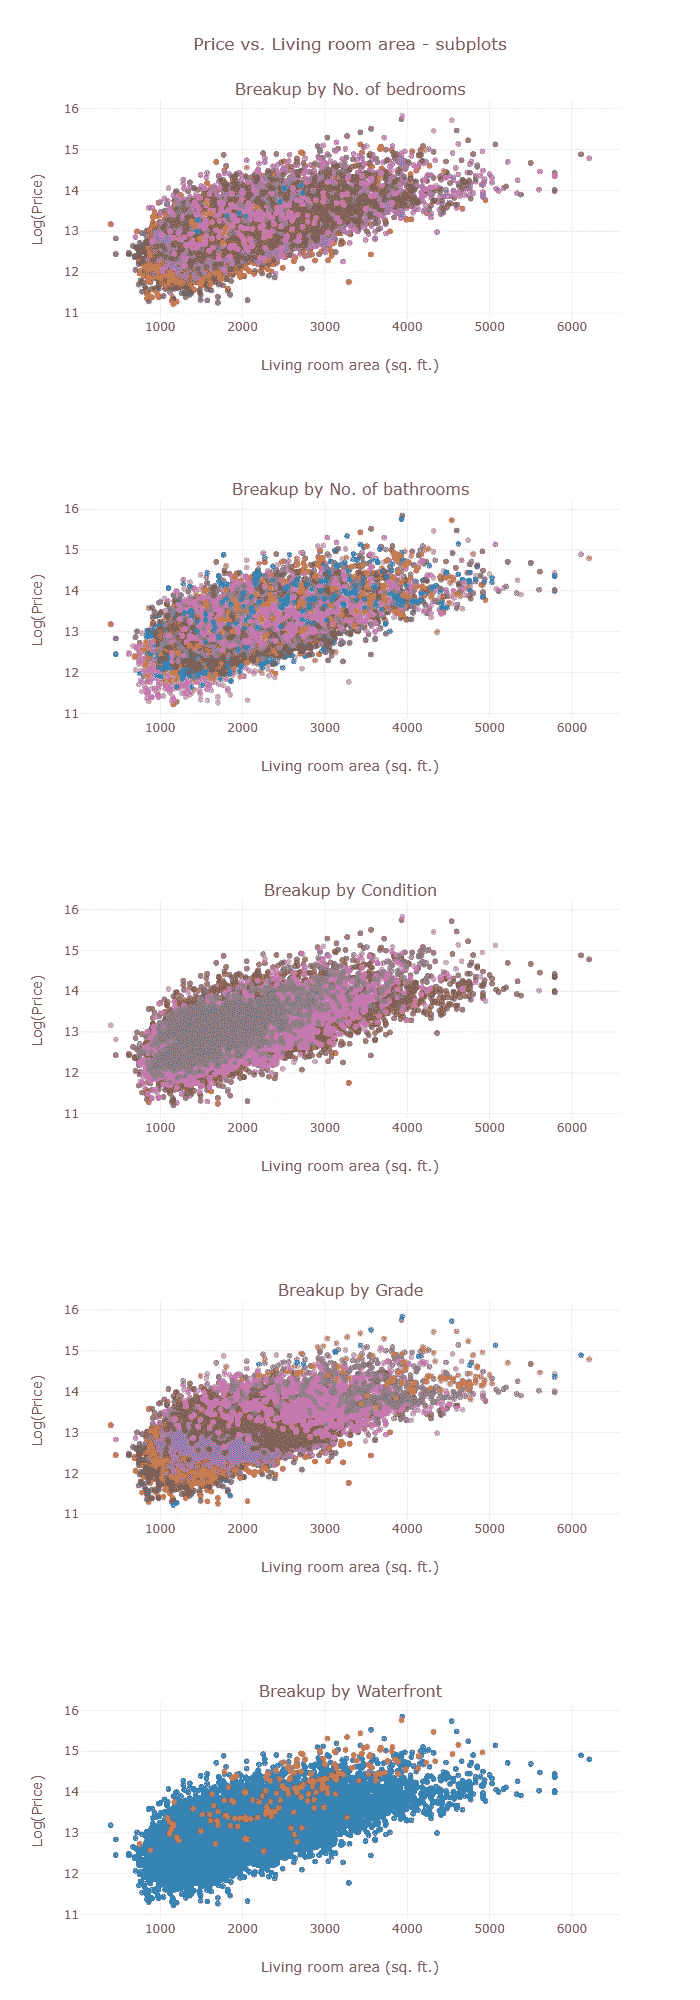 Price vs. Living room area - subplots
Breakup by No. of bedrooms
16
15
14
13
12
11
Log(Price)
1000 2000 3000 4000 5000 6000
Living room area (sq. ft.)
Breakup by No. of bathrooms
16
15
14
13
12
11
Log(Price)
1000 2000 3000 4000 5000 6000
Living room area (sq. ft.)
Breakup by Condition
16
15
14
13
12
11
Log(Price)
1000 2000 3000 4000 5000 6000
Living room area (sq. ft.)
Breakup by Grade
16
15
14
13
12
11
Log(Price)
1000 2000 3000 4000 5000 6000
Living room area (sq. ft.)
Breakup by Waterfront
16
15
14
13
12
11
Log(Price)
1000 2000 3000 4000 5000 6000
Living room area (sq. ft.)